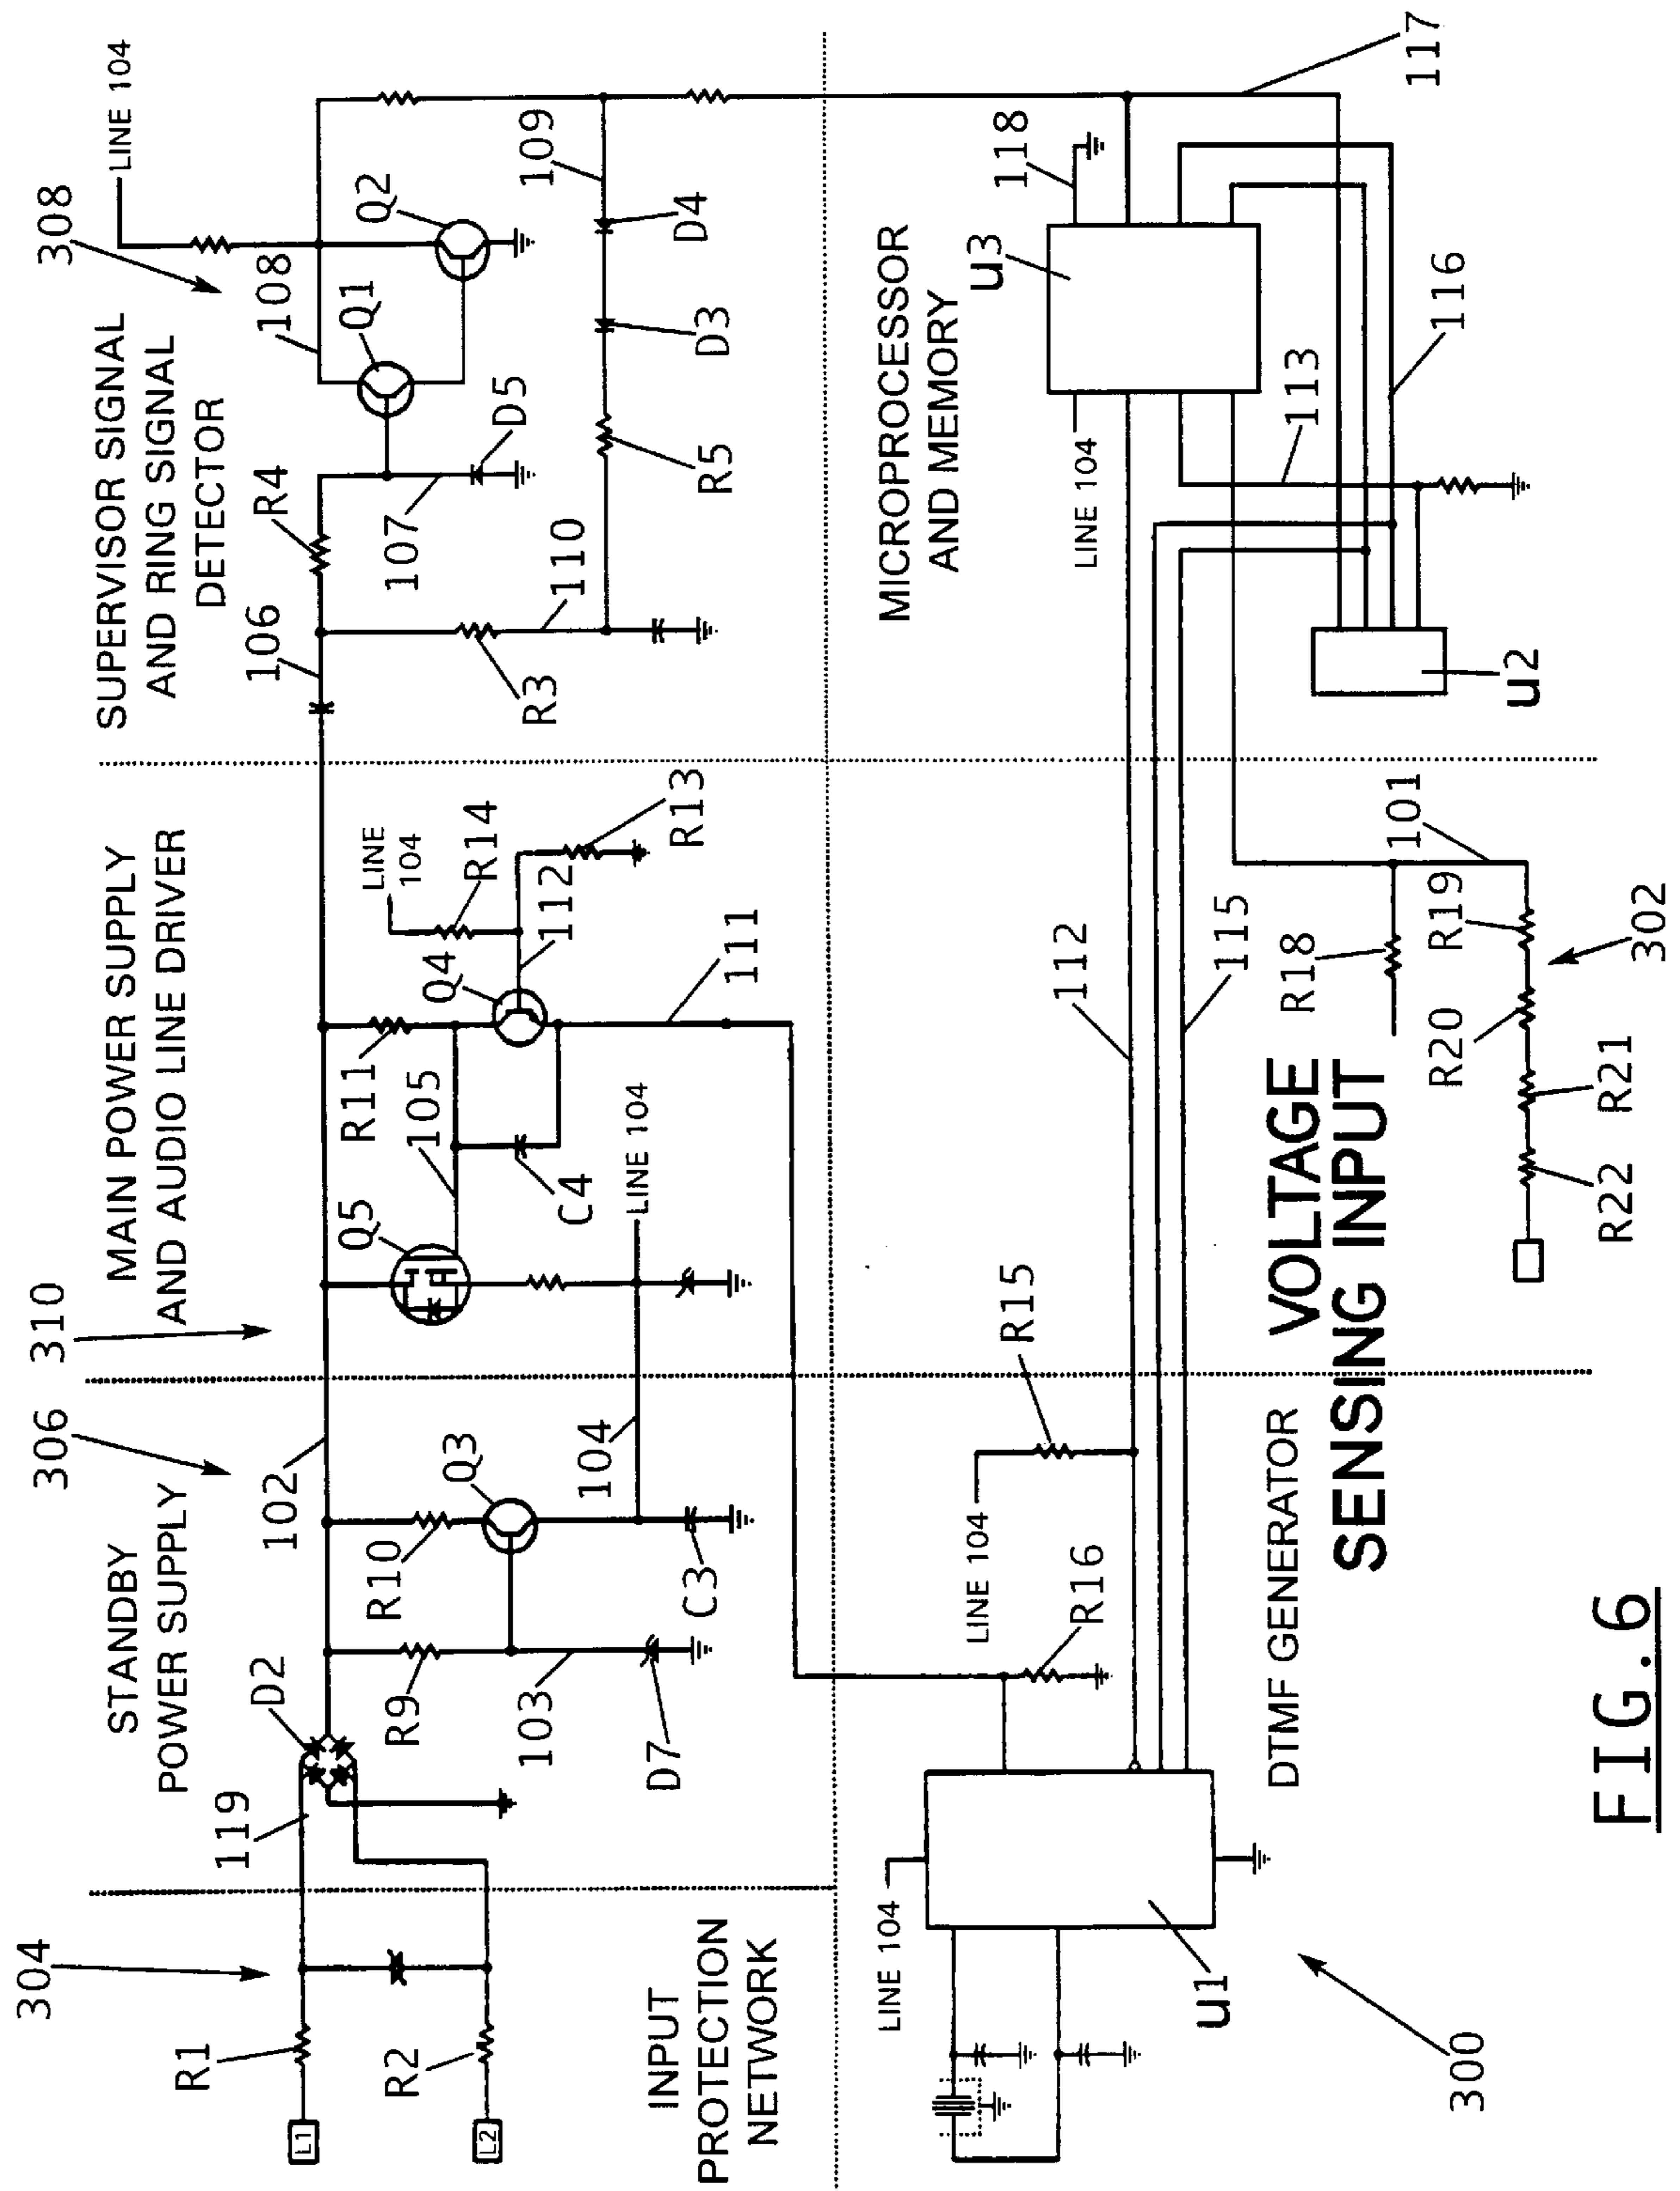 304
R1
L1
R2
L2
INPUT
PROTECTION
NETWORK
306
STANDBY
POWER SUPPLY
119
D2
102
R9
R10
Q3
103
D7
C3
104
310
MAIN POWER SUPPLY
AND AUDIO LINE DRIVER
Q5
R11
105
C4
LINE 104
Q4
LINE
104
R14
112
R13
111
308
SUPERVISOR SIGNAL
AND RING SIGNAL
DETECTOR
LINE 104
106
R4
107
108
Q1
Q2
D5
R3
110
R5
D3
D4
109
LINE 104
u1
300
LINE 104
R16
R15
DTMF GENERATOR
112
115
VOLTAGE
SENSING INPUT
R18
101
R19
R20
R21
R22
302
MICROPROCESSOR
AND MEMORY
LINE 104
u3
118
113
116
117
u2
FIG.6